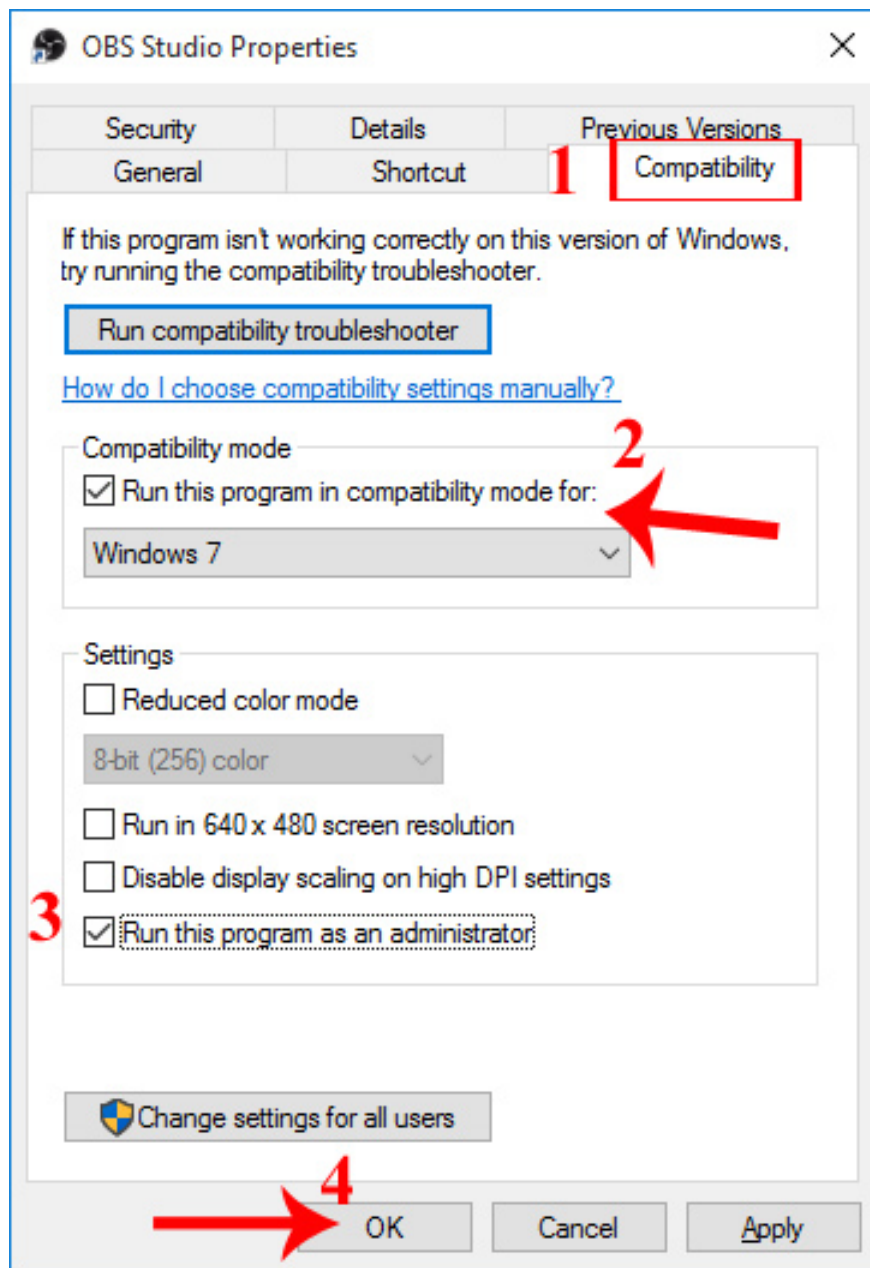 OBS Studio Properties
Security
Details
Previous Versions
General
Shortcut
1
Compatibility
If this program isn't working correctly on this version of Windows,
try running the compatibility troubleshooter.
Run compatibility troubleshooter
How do I choose compatibility settings manually?
Compatibility mode
2
Run this program in compatibility mode for:
Windows 7
Settings
Reduced color mode
8-bit (256) color
Run in 640 x 480 screen resolution
Disable display scaling on high DPI settings
3
Run this program as an administrator
Change settings for all users
4
OK
Cancel
Apply